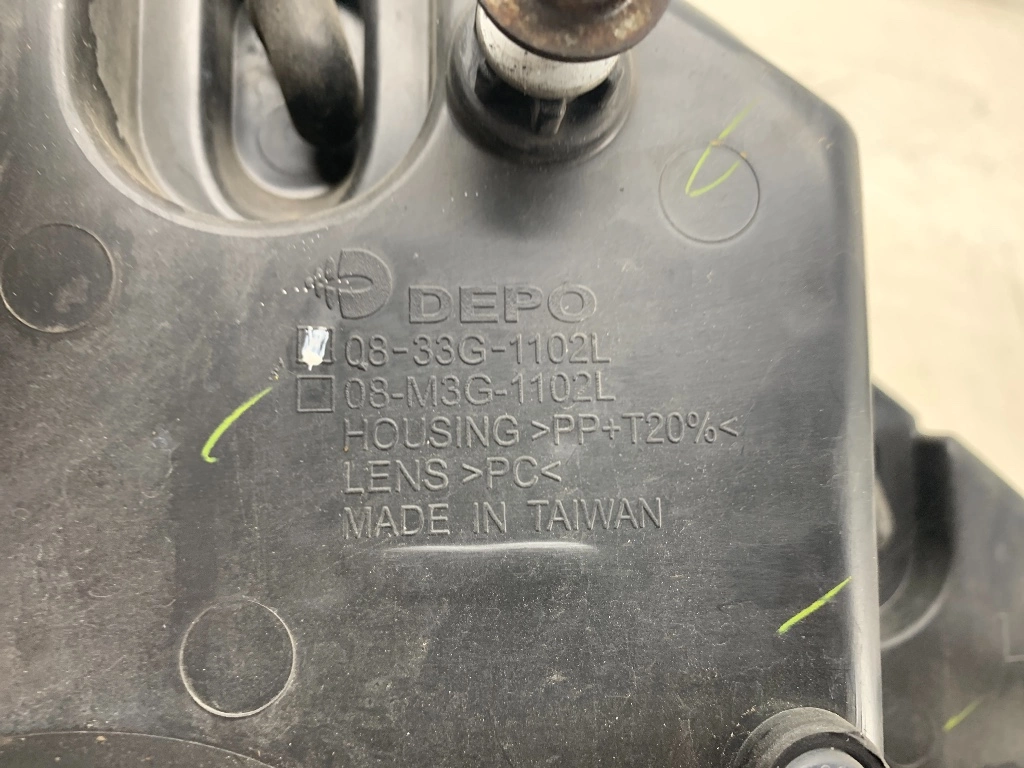 DEPO
08-33G-1102L
08-M3G-1102L
HOUSING >PP+T20%<
LENS >PC<
MADE IN TAIWAN